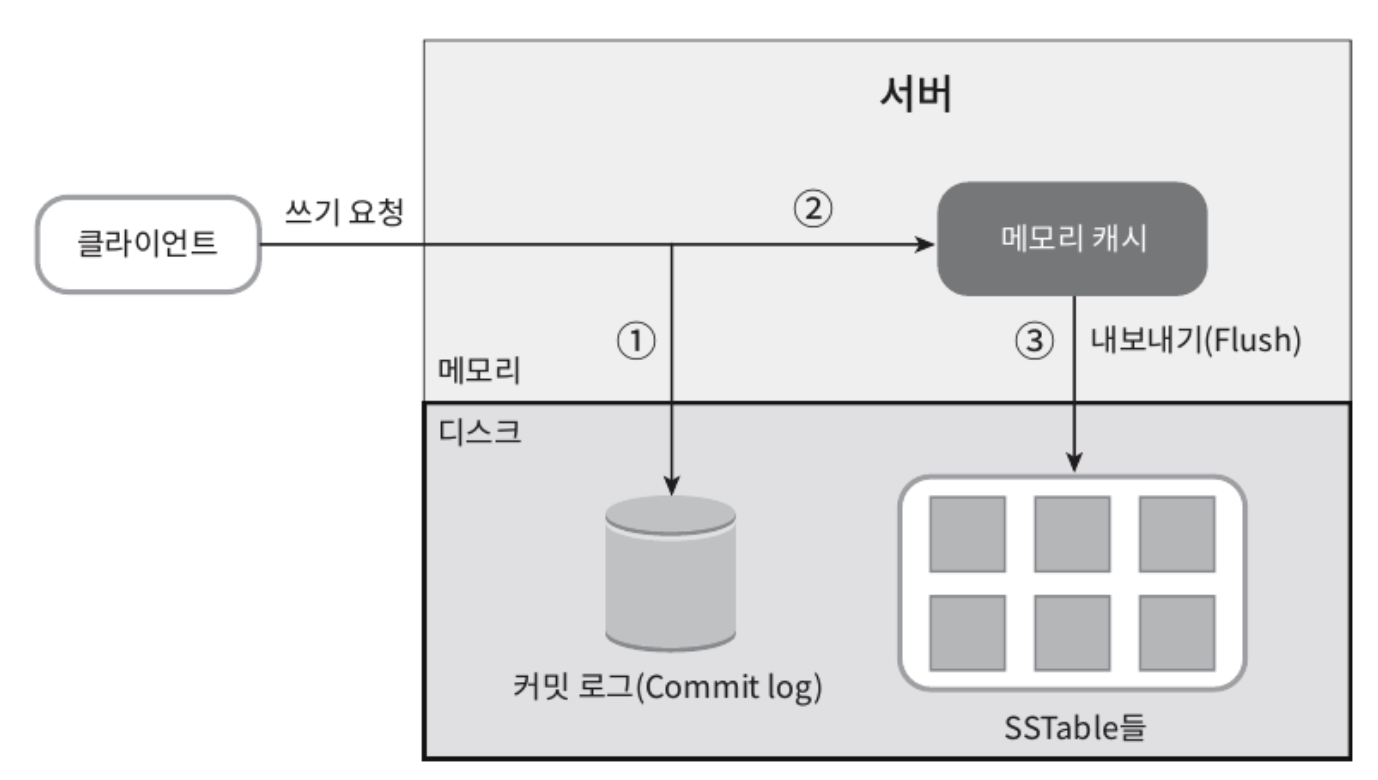 서버
쓰기 요청
②
클라이언트
메모리 캐시
①
③ 내보내기(Flush)
메모리
디스크
커밋 로그(Commit log)
SSTable들